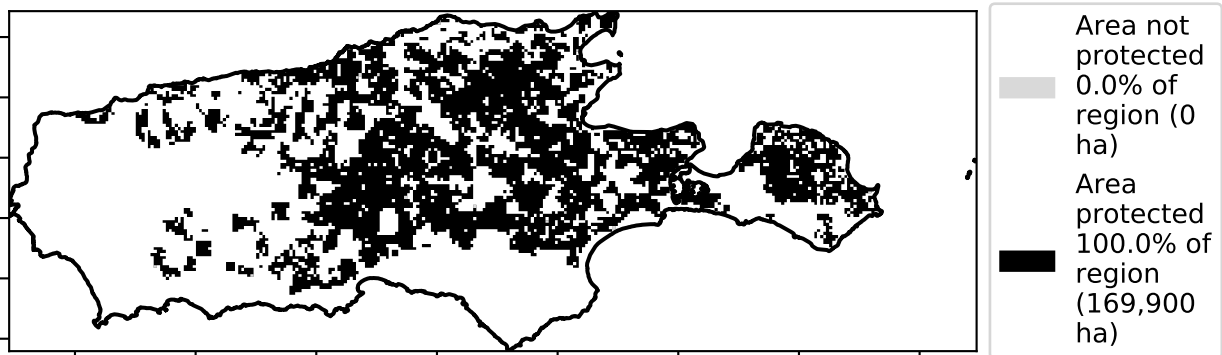 Area not
protected
0.0% of
region (0
ha)
Area
protected
100.0% of
region
(169,900
ha)